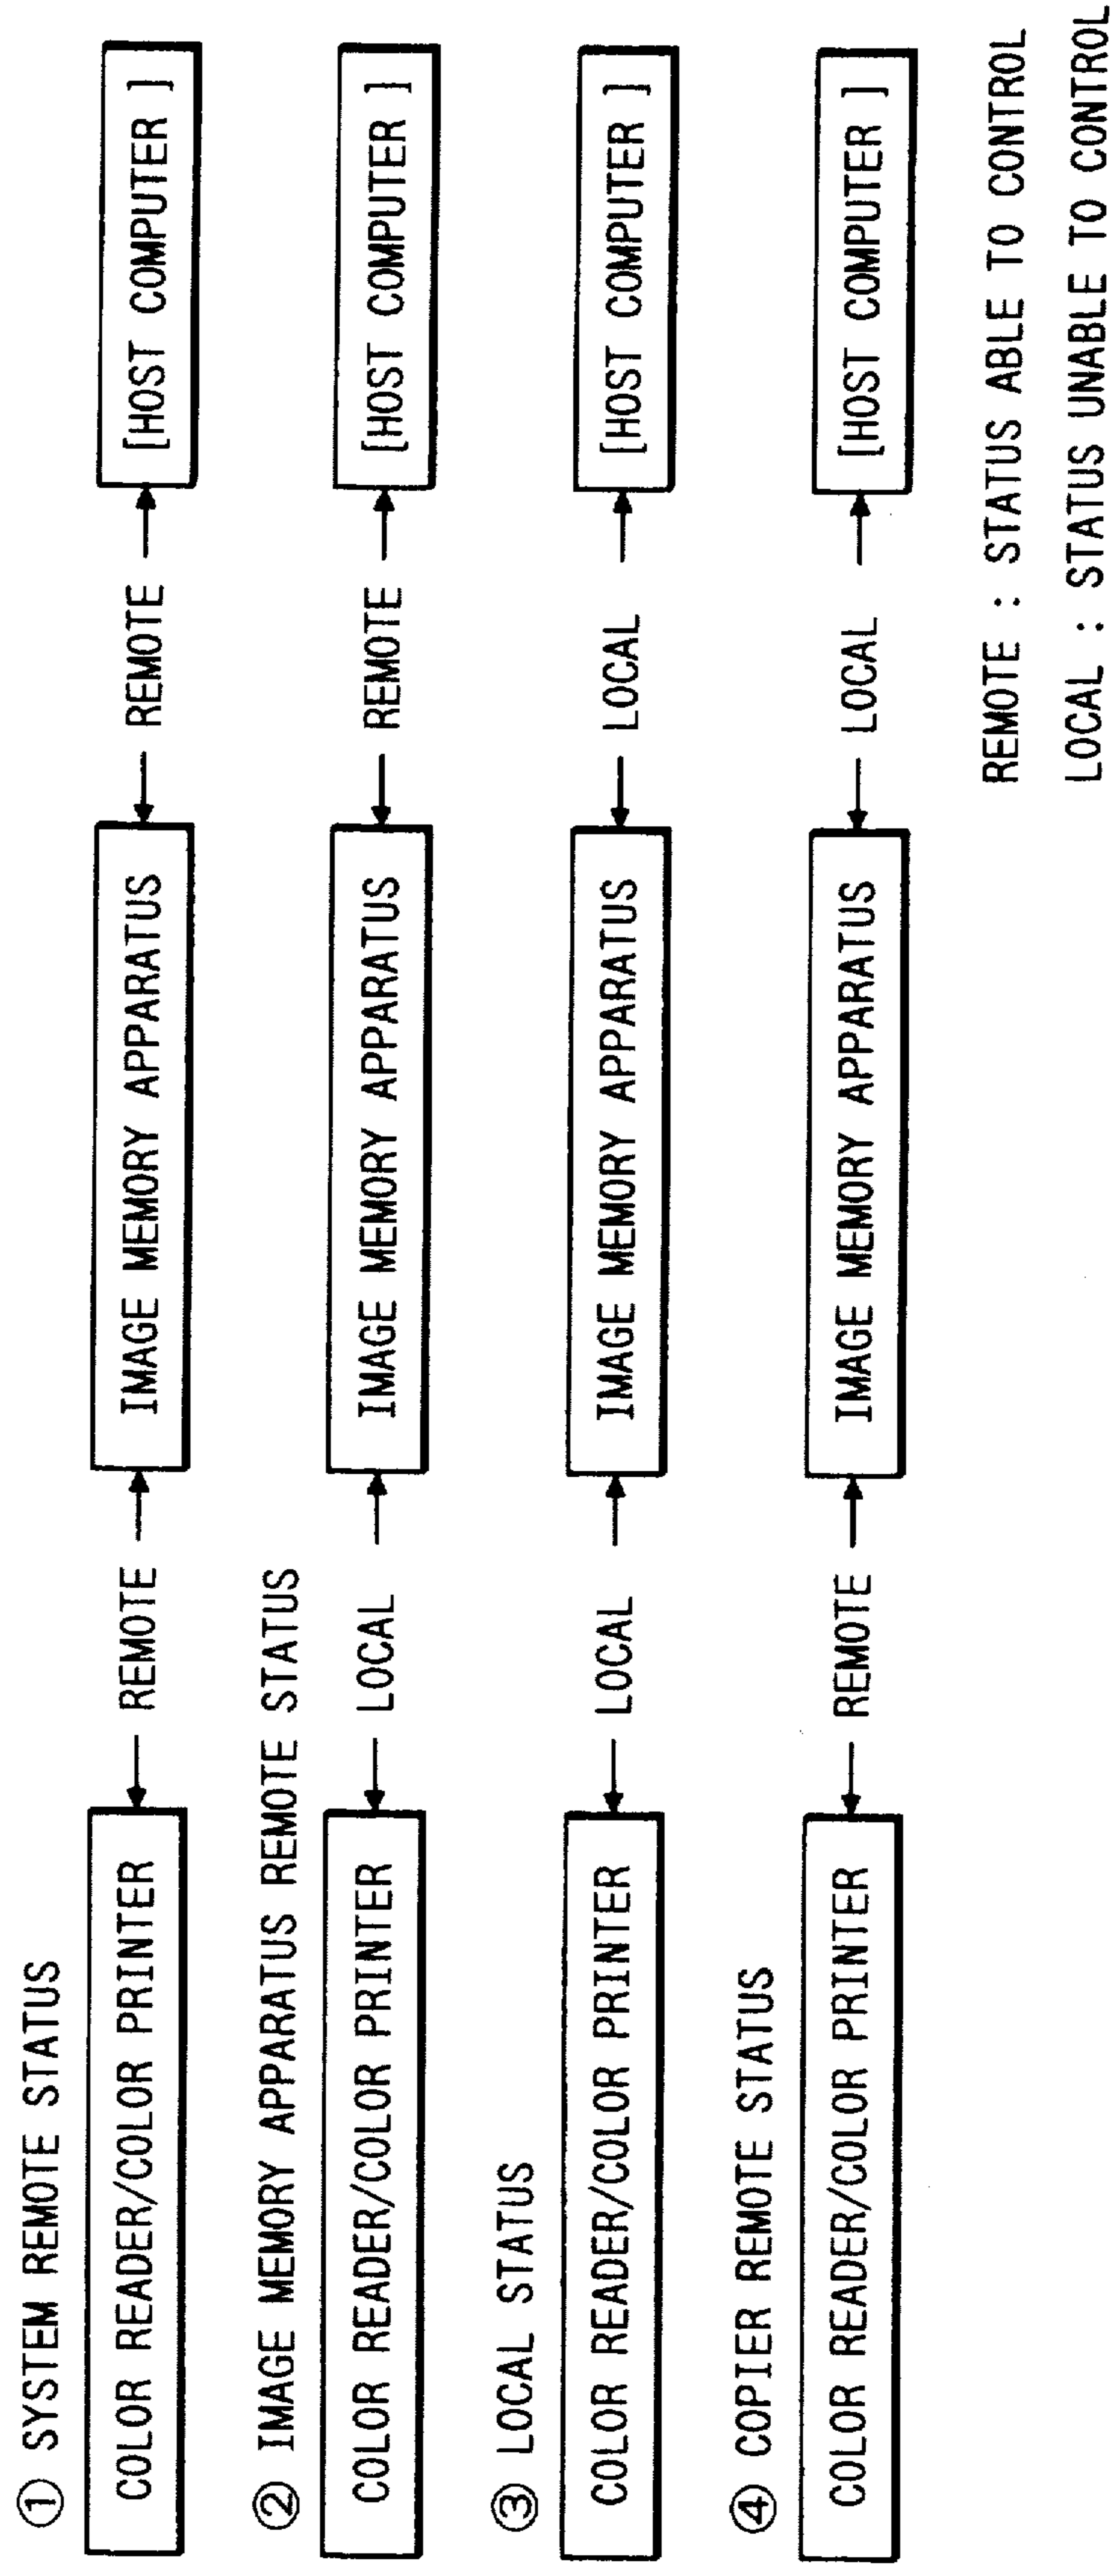 ① SYSTEM REMOTE STATUS
COLOR READER/COLOR PRINTER REMOTE IMAGE MEMORY APPARATUS REMOTE [HOST COMPUTER ]
② IMAGE MEMORY APPARATUS REMOTE STATUS
COLOR READER/COLOR PRINTER LOCAL IMAGE MEMORY APPARATUS REMOTE [HOST COMPUTER ]
③ LOCAL STATUS
COLOR READER/COLOR PRINTER LOCAL IMAGE MEMORY APPARATUS LOCAL [HOST COMPUTER ]
④ COPIER REMOTE STATUS
COLOR READER/COLOR PRINTER REMOTE IMAGE MEMORY APPARATUS LOCAL [HOST COMPUTER ]
REMOTE : STATUS ABLE TO CONTROL
LOCAL : STATUS UNABLE TO CONTROL